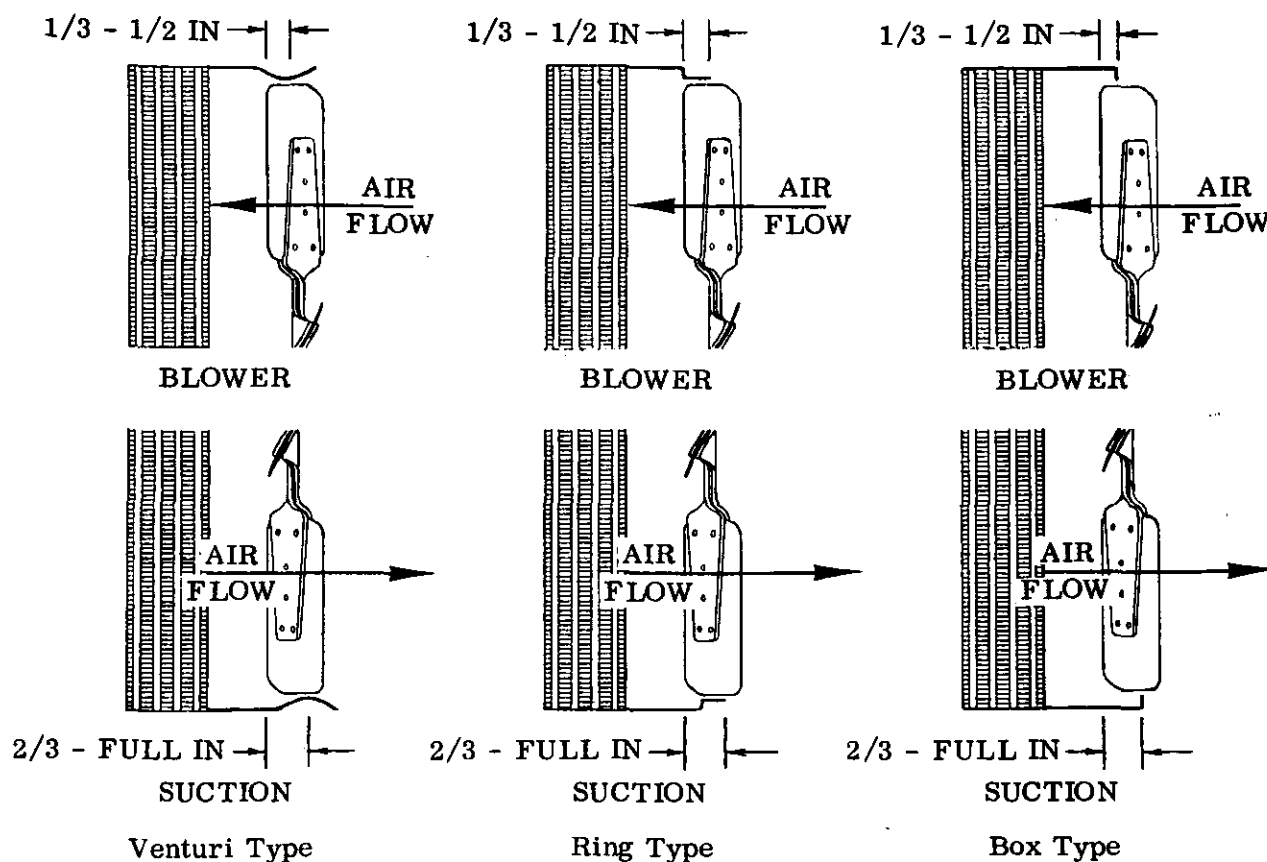 1/3 - 1/2 IN
1/3 - 1/2 IN
1/3 - 1/2 IN
AIR
FLOW
AIR
FLOW
AIR
FLOW
BLOWER
BLOWER
BLOWER
AIR
FLOW
AIR
FLOW
AIR
FLOW
2/3 - FULL IN
2/3 - FULL IN
2/3 - FULL IN
SUCTION
SUCTION
SUCTION
Venturi Type
Ring Type
Box Type